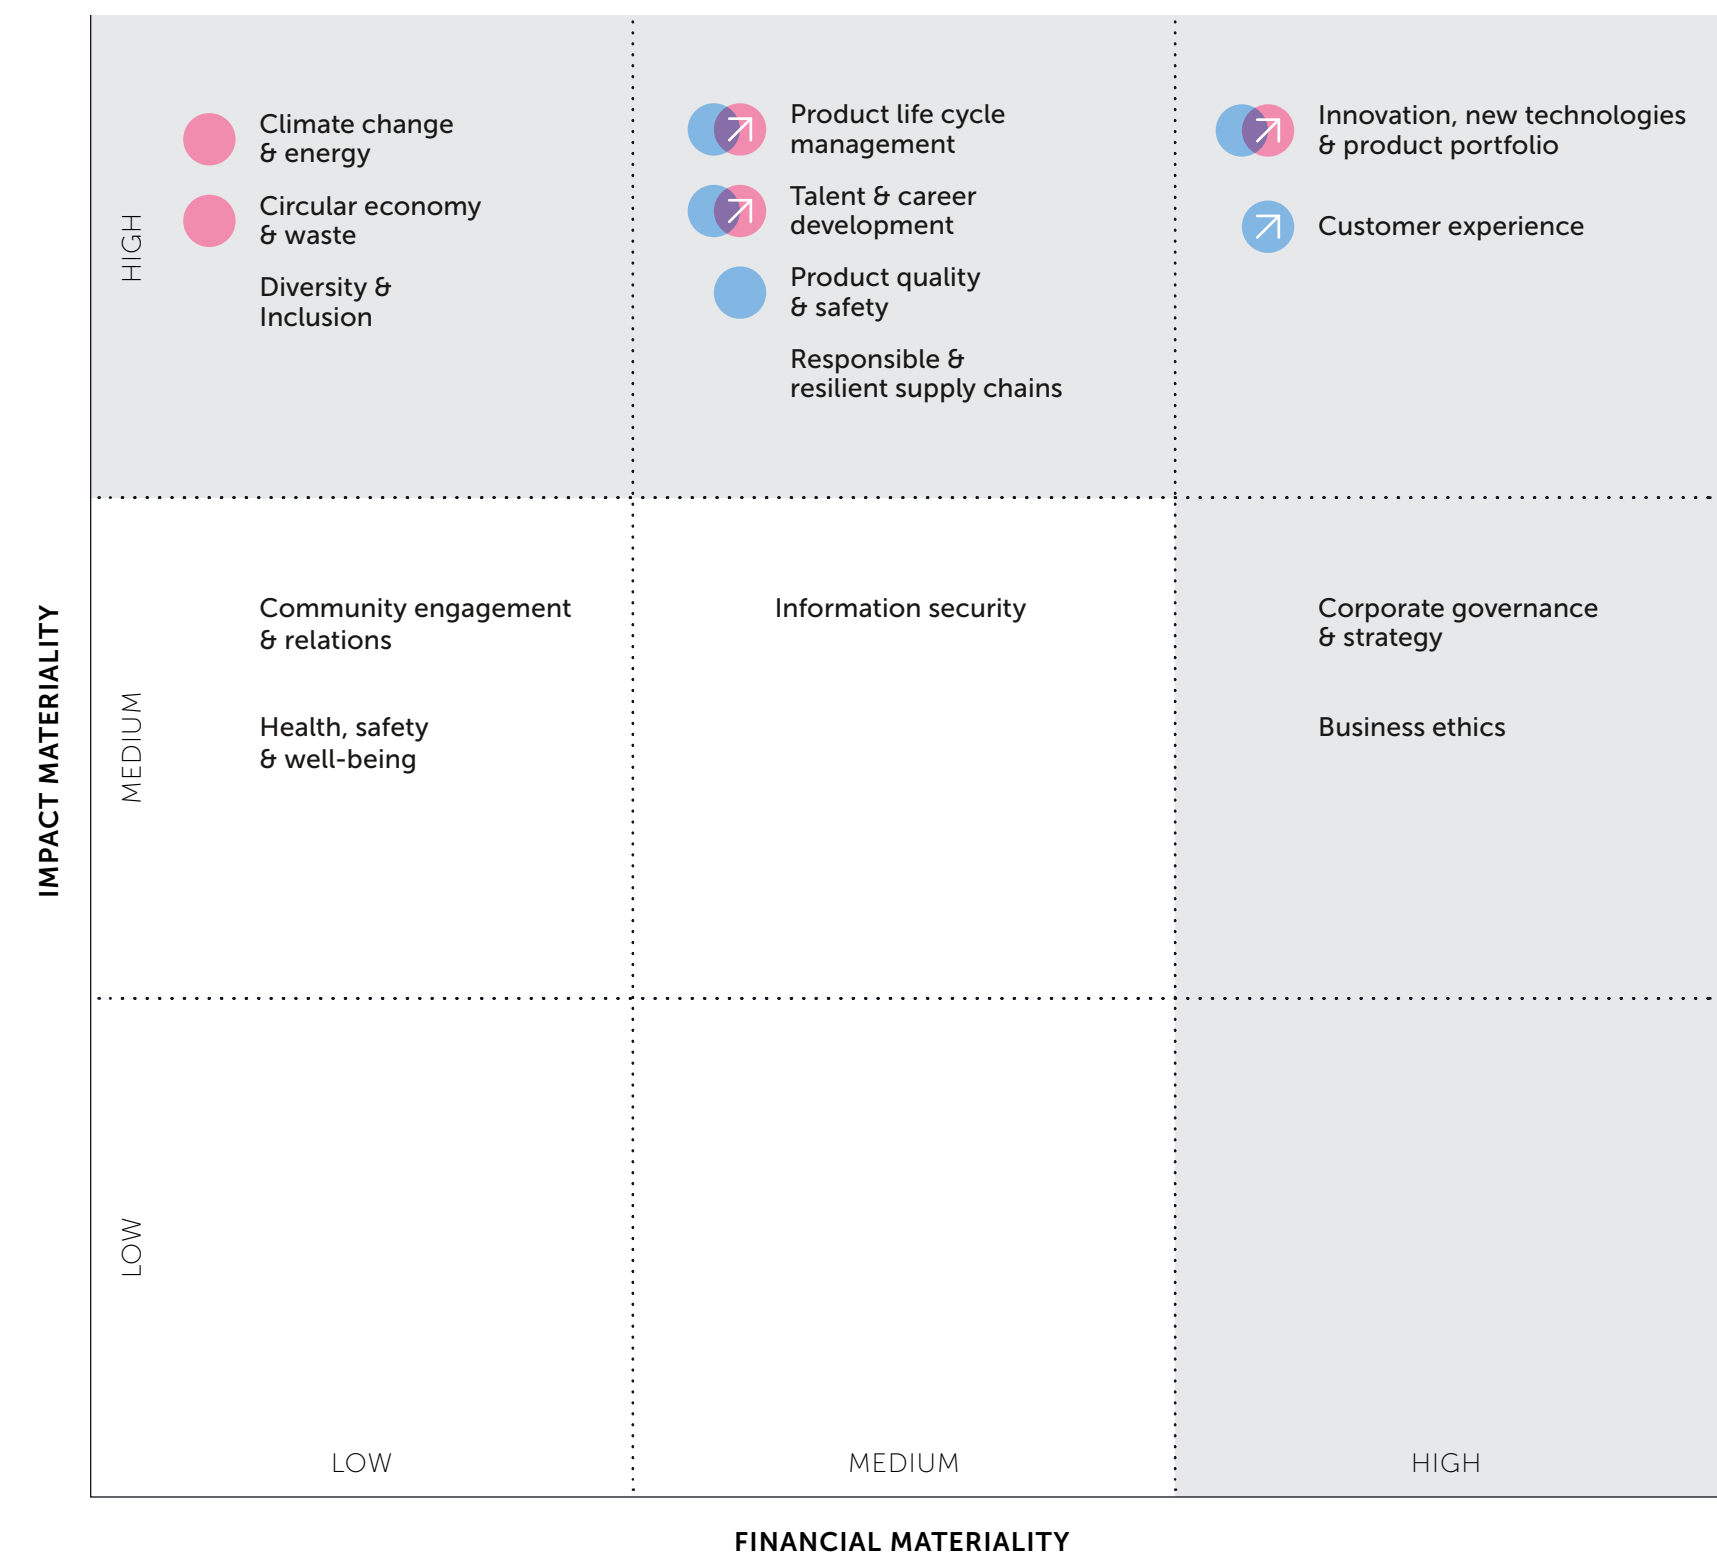 HIGH
Climate change
& energy
Circular economy
& waste
Diversity &
Inclusion
Product life cycle
management
Talent & career
development
Product quality
& safety
Responsible &
resilient supply chains
Innovation, new technologies
& product portfolio
Customer experience
IMPACT MATERIALITY
MEDIUM
Community engagement
& relations
Health, safety
& well-being
Information security
Corporate governance
& strategy
Business ethics
LOW
LOW
MEDIUM
HIGH
FINANCIAL MATERIALITY